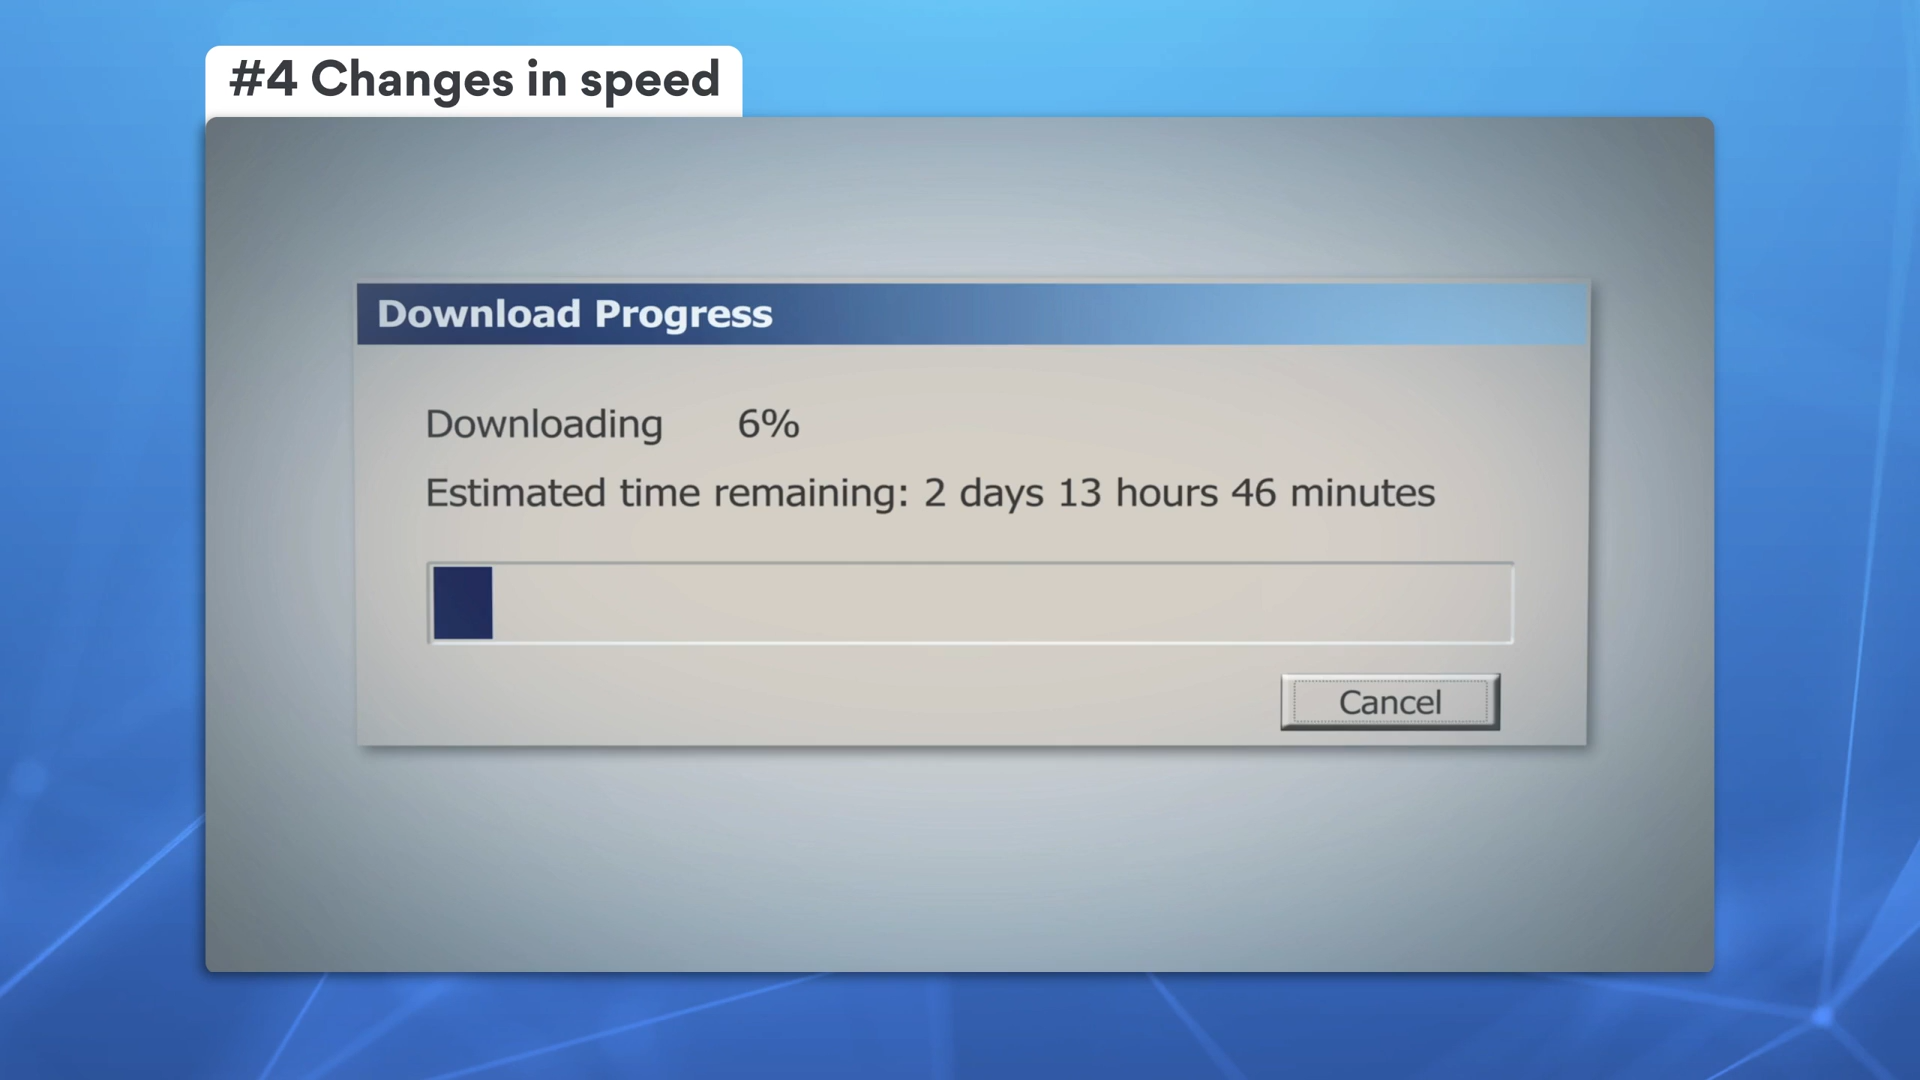 #4 Changes in speed
Download Progress
Downloading 6%
Estimated time remaining: 2 days 13 hours 46 minutes
Cancel